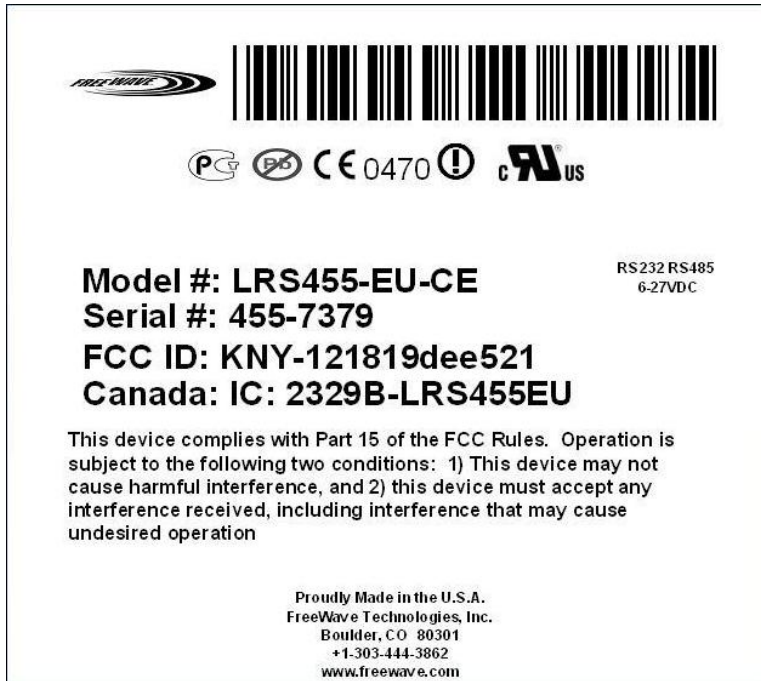 FREEWAVE
PG Pb CE 0470 ! c RU ® US
RS232 RS485
6-27VDC
Model #: LRS455-EU-CE
Serial #: 455-7379
FCC ID: KNY-121819dee521
Canada: IC: 2329B-LRS455EU
This device complies with Part 15 of the FCC Rules.  Operation is
subject to the following two conditions:  1) This device may not
cause harmful interference, and 2) this device must accept any
interference received, including interference that may cause
undesired operation
Proudly Made in the U.S.A.
FreeWave Technologies, Inc.
Boulder, CO  80301
+1-303-444-3862
www.freewave.com